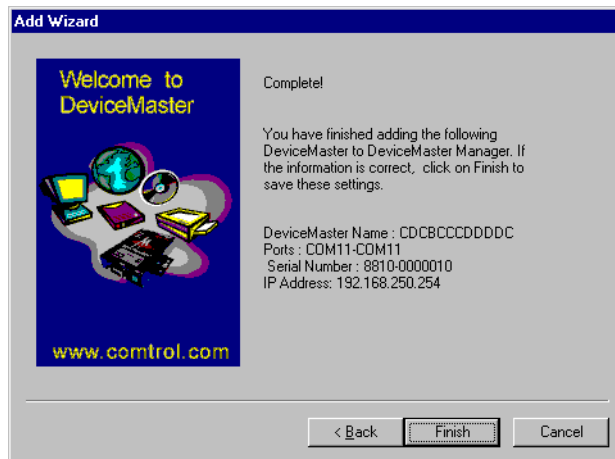 Add Wizard
Welcome to
DeviceMaster
www.comtrol.com
Complete!
You have finished adding the following
DeviceMaster to DeviceMaster Manager. If
the information is correct, click on Finish to
save these settings.
DeviceMaster Name : CDCBCCCDDDDC
Ports : COM11-COM11
Serial Number : 8810-0000010
IP Address: 192.168.250.254
< Back
Finish
Cancel